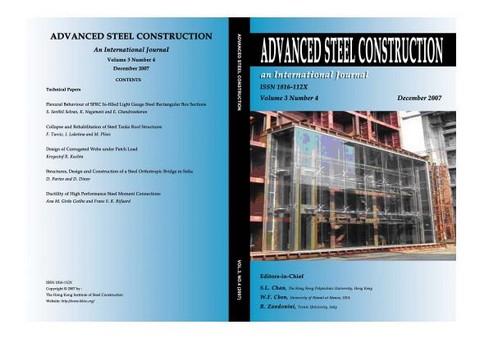 ADVANCED STEEL CONSTRUCTION
An International Journal
Volume 3 Number 4
December 2007
CONTENTS
Technical Papers
Flexural Behaviour of SFRC In-filled Light Gauge Steel Rectangular Box Sections
S. Senthil Selvan, K. Nagamani and E. Chandrasekaran
Collapse and Rehabilitation of Steel Tanks Roof Structures
F. Turcic, I. Luketina and M. Plisas
Design of Corrugated Webs under Patch Load
Krzysztof R. Kuchta
Structures, Design and Construction of a Steel Orthotropic Bridge in
D. Partov and D. Dinev
Ductility of High Performance Steel Moment Connections
Ana M. Girão Coelho and Frans S. K. Bijlaard
ISSN 1816-112X
Copyright © 2007 by :
The Hong Kong Institute of Steel Construction
Website: http://www.hkisc.org/
ADVANCED STEEL CONSTRUCTION
VOL.3, NO.4 (2007)
ADVANCED STEEL CONSTRUCTION
an International Journal
ISSN 1816-112X
Volume 3 Number 4 December 2007
Editors-in-Chief
S.L. Chan, The Hong Kong Polytechnic University, Hong Kong
W.F. Chen, University of Hawaii at Manoa, USA
R. Zandonini, Trento University, Italy